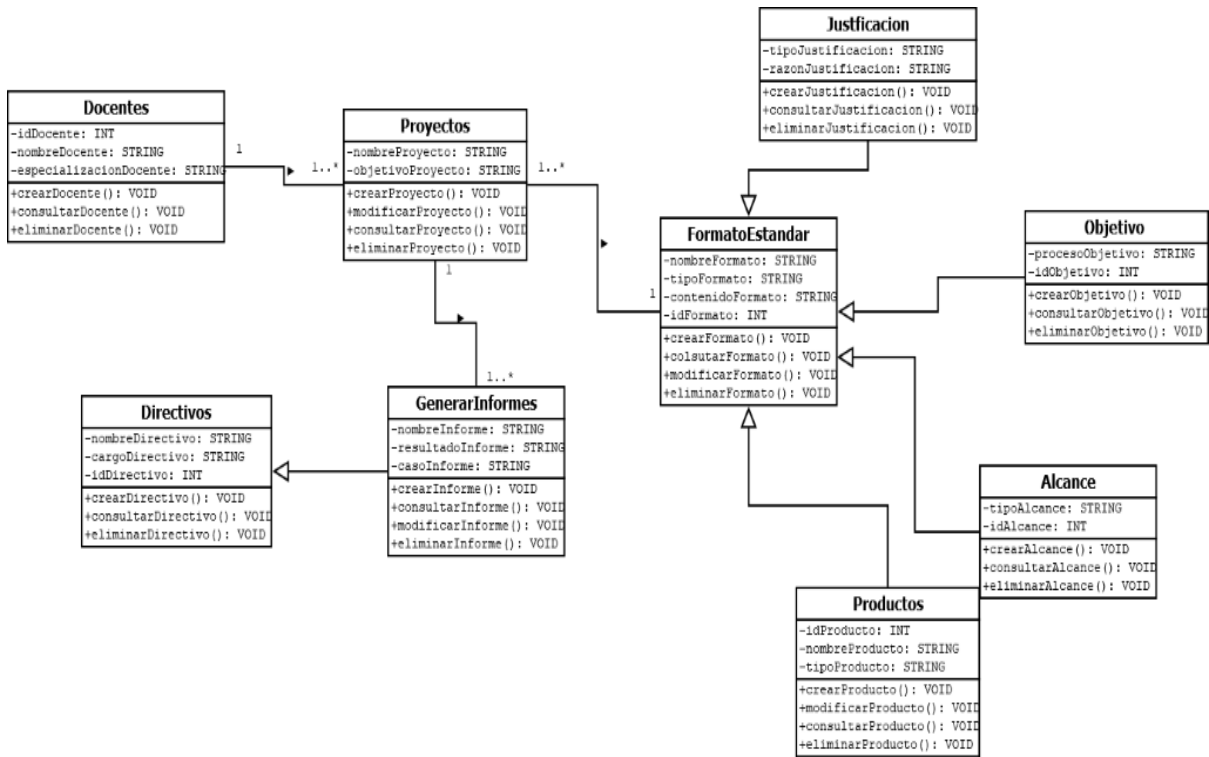 Justficacion
-tipoJustificacion: STRING
-razonJustificacion: STRING
+crearJustificacion(): VOID
+consultarJustificacion(): VOID
+eliminarJustificacion(): VOID
Docentes
-idDocente: INT
-nombreDocente: STRING
-especializacionDocente: STRING
+crearDocente(): VOID
+consultarDocente(): VOID
+eliminarDocente(): VOID
1
1..*
Proyectos
-nombreProyecto: STRING
-objetivoProyecto: STRING
+crearProyecto(): VOID
+modificarProyecto(): VOID
+consultarProyecto(): VOID
+eliminarProyecto(): VOID
1..*
1
1
1..*
FormatoEstandar
-nombreFormato: STRING
-tipoFormato: STRING
-contenidoFormato: STRING
-idFormato: INT
+crearFormato(): VOID
+colsutarFormato(): VOID
+modificarFormato(): VOID
+eliminarFormato(): VOID
Objetivo
-procesoObjetivo: STRING
-idObjetivo: INT
+crearObjetivo(): VOID
+consultarObjetivo(): VOID
+eliminarObjetivo(): VOID
Directivos
-nombreDirectivo: STRING
-cargoDirectivo: STRING
-idDirectivo: INT
+crearDirectivo(): VOID
+consultarDirectivo(): VOID
+eliminarDirectivo(): VOID
GenerarInformes
-nombreInforme: STRING
-resultadoInforme: STRING
-casoInforme: STRING
+crearInforme(): VOID
+consultarInforme(): VOID
+modificarInforme(): VOID
+eliminarInforme(): VOID
Alcance
-tipoAlcance: STRING
-idAlcance: INT
+crearAlcance(): VOID
+consultarAlcance(): VOID
+eliminarAlcance(): VOID
Productos
-idProducto: INT
-nombreProducto: STRING
-tipoProducto: STRING
+crearProducto(): VOID
+modificarProducto(): VOID
+consultarProducto(): VOID
+eliminarProducto(): VOID